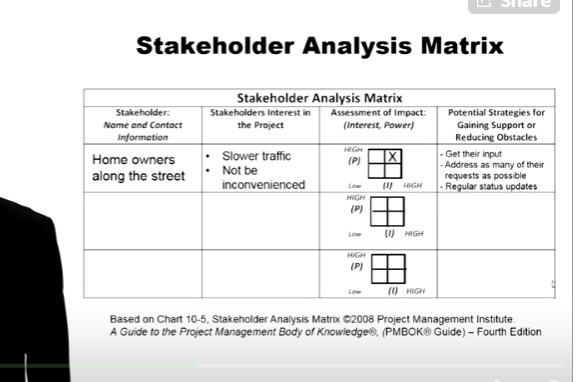 Share
Stakeholder Analysis Matrix
Stakeholder Analysis Matrix
Stakeholder:
Name and Contact
Information
Stakeholders Interest in
the Project
Assessment of Impact:
(Interest, Power)
Potential Strategies for
Gaining Support or
Reducing Obstacles
Home owners
along the street
• Slower traffic
• Not be
inconvenienced
HIGH
(P)
X
Low (I) HIGH
- Get their input
- Address as many of their
requests as possible
- Regular status updates
HIGH
(P)
Low (I) HIGH
HIGH
(P)
Low (I) HIGH
Based on Chart 10-5, Stakeholder Analysis Matrix ©2008 Project Management Institute.
A Guide to the Project Management Body of Knowledge®, (PMBOK® Guide) – Fourth Edition